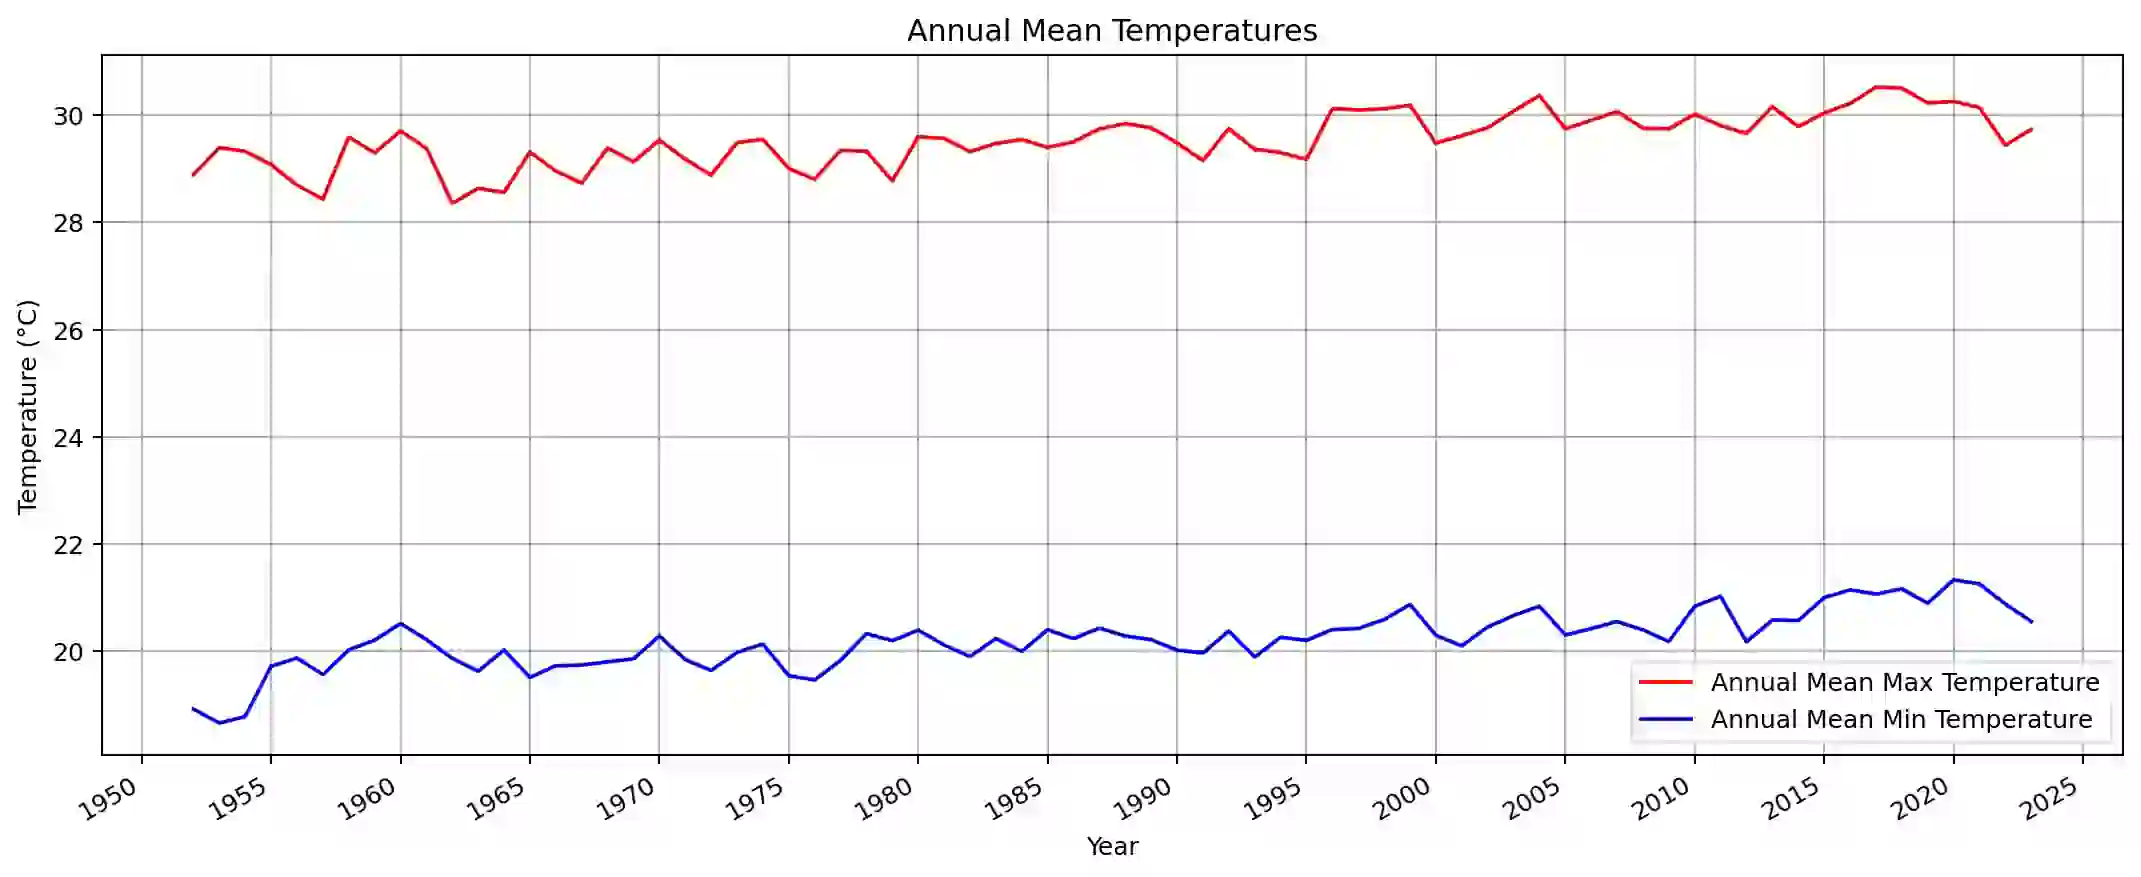 Annual Mean Temperatures
Temperature (°C)
30
28
26
24
22
20
Annual Mean Max Temperature
Annual Mean Min Temperature
1950 1955 1960 1965 1970 1975 1980 1985 1990 1995 2000 2005 2010 2015 2020 2025
Year